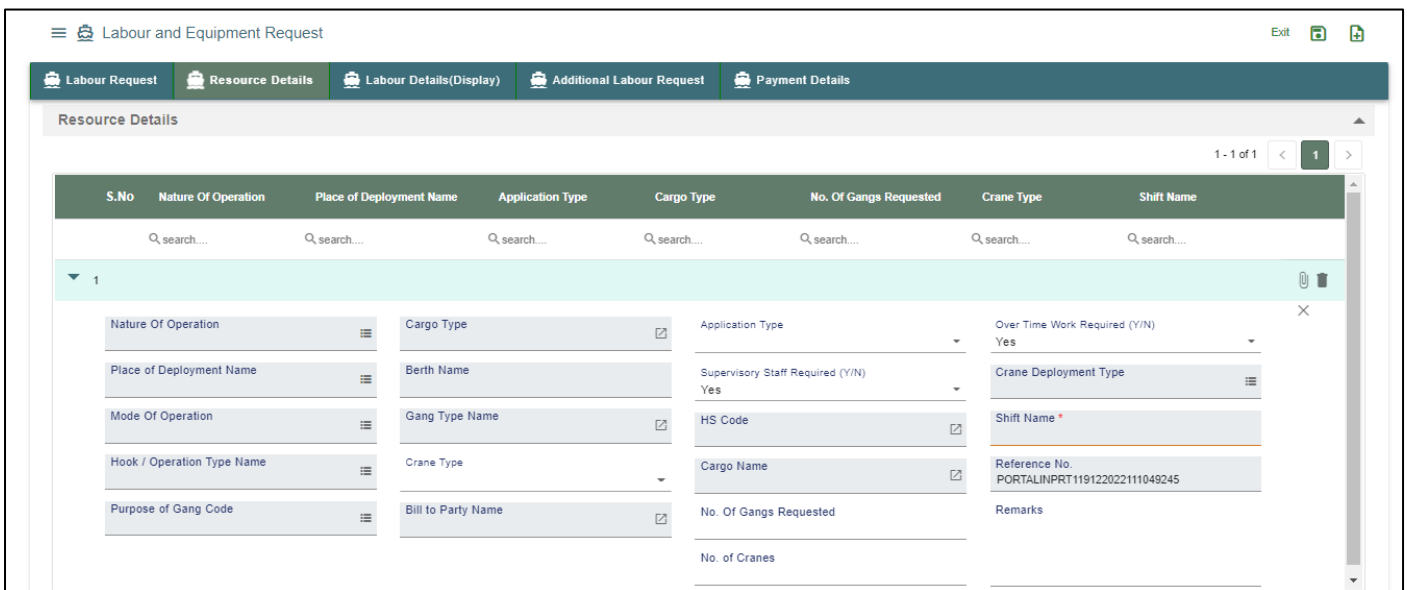 Labour and Equipment Request Exit
Labour Request Resource Details Labour Details(Display) Additional Labour Request Payment Details
Resource Details
1 - 1 of 1 < 1 >
S.No Nature Of Operation Place of Deployment Name Application Type Cargo Type No. Of Gangs Requested Crane Type Shift Name
search.... search.... search.... search.... search.... search.... search....
1
Nature Of Operation Cargo Type Application Type Over Time Work Required (Y/N)
Yes
Place of Deployment Name Berth Name Supervisory Staff Required (Y/N) Crane Deployment Type
Yes
Mode Of Operation Gang Type Name HS Code Shift Name *
Hook / Operation Type Name Crane Type Cargo Name Reference No.
PORTALINPRT119122022111049245
Purpose of Gang Code Bill to Party Name No. Of Gangs Requested Remarks
No. of Cranes